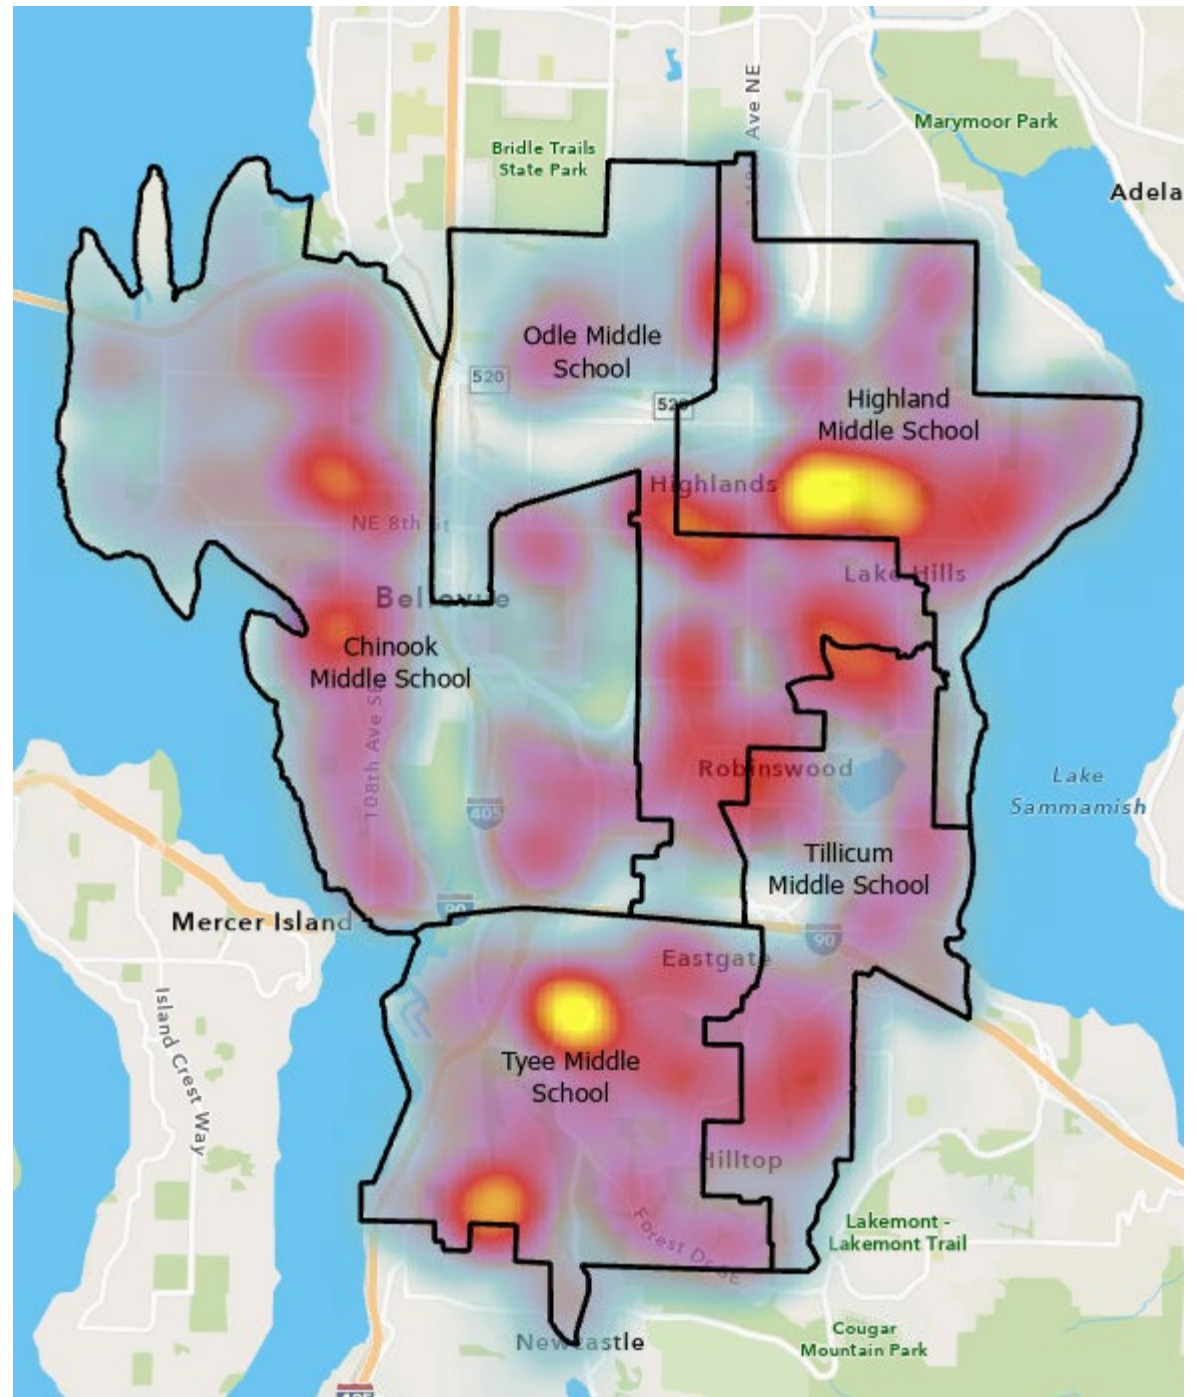 Ave NE
Marymoor Park
Bridle Trails
State Park
Adela
Odle Middle
School
520
Highland
Middle School
Highlands
NE 8th St
Lake Hills
Bellevue
Chinook
Middle School
108th Ave SE
Robinswood
Lake
Sammamish
405
Tillicum
Middle School
90
Mercer Island
90
Eastgate
Island Crest Way
Tyee Middle
School
Hilltop
Forest Dr SE
Lakemont -
Lakemont Trail
Newcastle
Cougar
Mountain Park
405